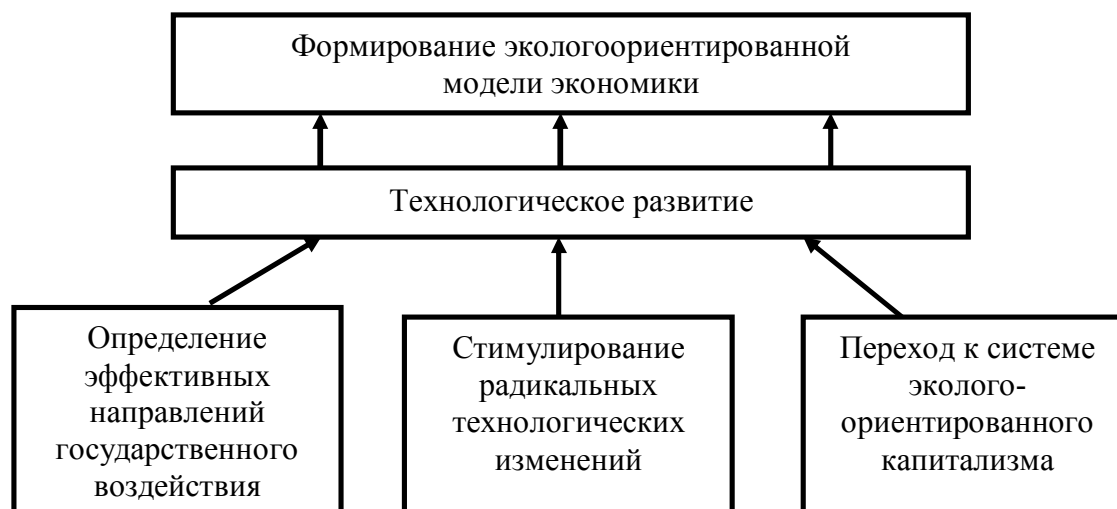 Формирование экологоориентированной
модели экономики
Технологическое развитие
Определение
эффективных
направлений
государственного
воздействия
Стимулирование
радикальных
технологических
изменений
Переход к системе
эколого-
ориентированного
капитализма